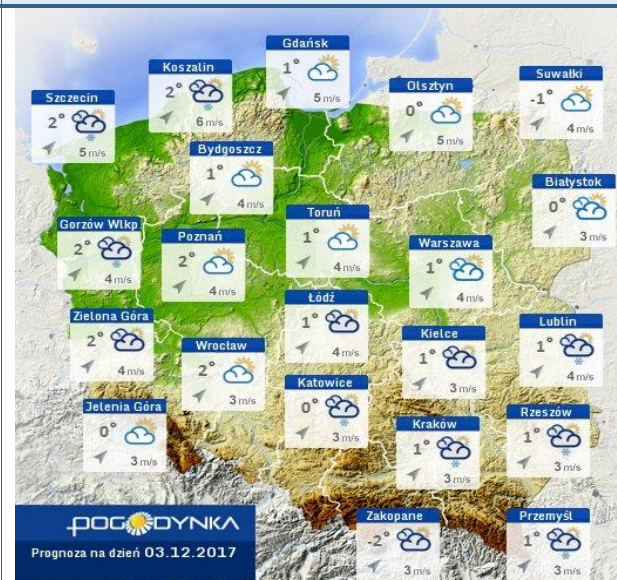 Gdańsk
1°
5 m/s
Koszalin
2°
6 m/s
Szczecin
2°
5 m/s
Olsztyn
0°
5 m/s
Suwałki
-1°
4 m/s
Bydgoszcz
1°
4 m/s
Białystok
0°
3 m/s
Gorzów Wlkp
2°
4 m/s
Poznań
2°
4 m/s
Toruń
1°
4 m/s
Warszawa
1°
4 m/s
Łódź
1°
4 m/s
Zielona Góra
2°
4 m/s
Wrocław
2°
3 m/s
Kielce
1°
3 m/s
Lublin
1°
4 m/s
Katowice
0°
3 m/s
Jelenia Góra
0°
3 m/s
Kraków
1°
3 m/s
Rzeszów
1°
3 m/s
Zakopane
-2°
3 m/s
Przemyśl
1°
3 m/s
POGODYNKA
Prognoza na dzień 03.12.2017